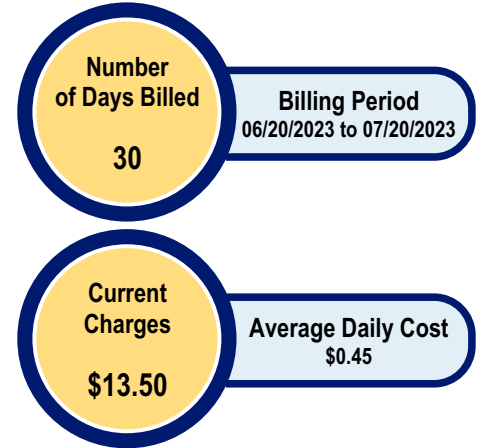 Number
of Days Billed
30
Billing Period
06/20/2023 to 07/20/2023
Current
Charges
$13.50
Average Daily Cost
$0.45